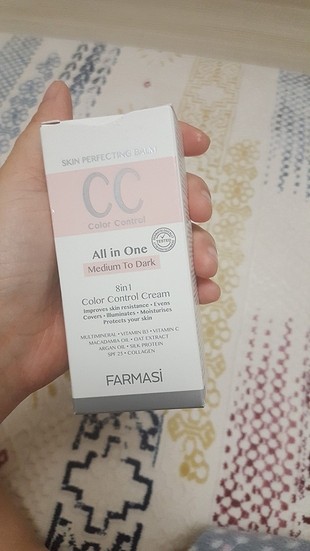 SKIN PERFECTING BALM
CC
Color Control
TESTED
All in One
Medium To Dark
8in1
Color Control Cream
Improves skin resistance • Evens
Covers • Illuminates • Moisturises
Protects your skin
MULTIMINERAL • VITAMIN B3 • VITAMIN C
MACADAMIA OIL • OAT EXTRACT
ARGAN OIL • SILK PROTEIN
SPF 25 • COLLAGEN
FARMASİ